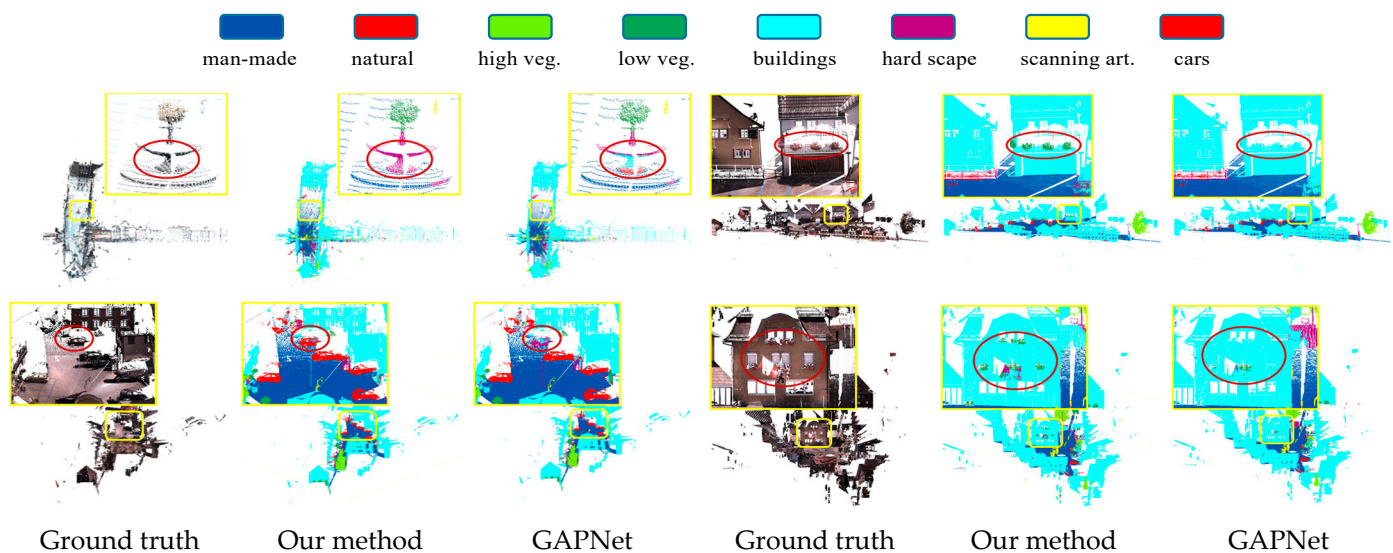 man-made natural high veg. low veg. buildings hard scape scanning art. cars
Ground truth Our method GAPNet Ground truth Our method GAPNet